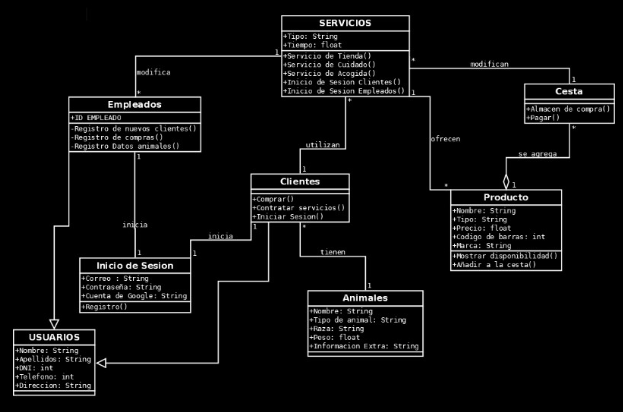 SERVICIOS
+Tipo: String
+Tiempo: float
+Servicio de Tienda()
+Servicio de Cuidado()
+Servicio de Acogida()
+Inicio de Sesion Clientes()
+Inicio de Sesion Empleados()
1
*
modifica
*
modifican
1
Cesta
+Almacen de compra()
+Pagar()
*
Empleados
+ID EMPLEADO
-Registro de nuevos clientes()
-Registro de compras()
-Registro Datos animales()
1
*
utilizan
1
1
ofrecen
*
se agrega
1
Clientes
+Comprar()
+Contratar servicios()
+Iniciar Sesion()
Producto
+Nombre: String
+Tipo: String
+Precio: float
+Codigo de barras: int
+Marca: String
+Mostrar disponibilidad()
+Añadir a la cesta()
inicia
1
inicia
1
1
*
tienen
1
Inicio de Sesion
+Correo : String
+Contraseña: String
+Cuenta de Google: String
+Registro()
Animales
+Nombre: String
+Tipo de animal: String
+Raza: String
+Peso: float
+Informacion Extra: String
USUARIOS
+Nombre: String
+Apellidos: String
+DNI: int
+Telefono: int
+Direccion: String